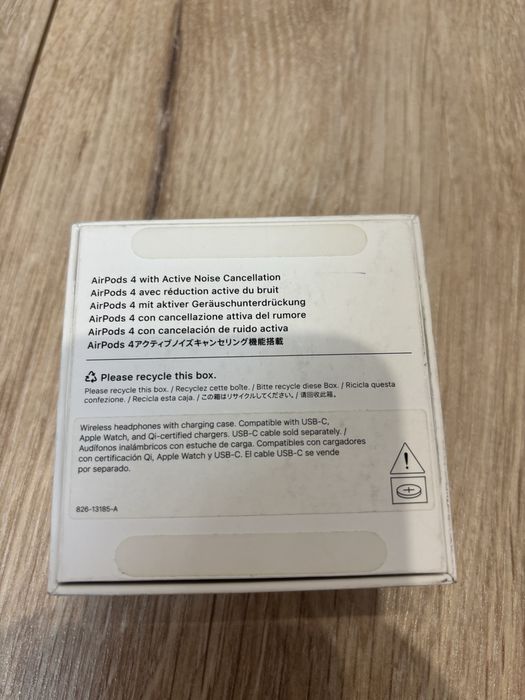 AirPods 4 with Active Noise Cancellation
AirPods 4 avec réduction active du bruit
AirPods 4 mit aktiver Geräuschunterdrückung
AirPods 4 con cancellazione attiva del rumore
AirPods 4 con cancelación de ruido activa
AirPods 4アクティブノイズキャンセリング機能搭載
Please recycle this box.
Please recycle this box. / Recyclez cette boîte. / Bitte recycle diese Box. / Ricicla questa
confezione. / Recicla esta caja. / この箱はリサイクルしてください。/ 请回收此箱。
Wireless headphones with charging case. Compatible with USB-C,
Apple Watch, and Qi-certified chargers. USB-C cable sold separately. /
Audífonos inalámbricos con estuche de carga. Compatibles con cargadores
con certificación Qi, Apple Watch y USB-C. El cable USB-C se vende
por separado.
826-13185-A